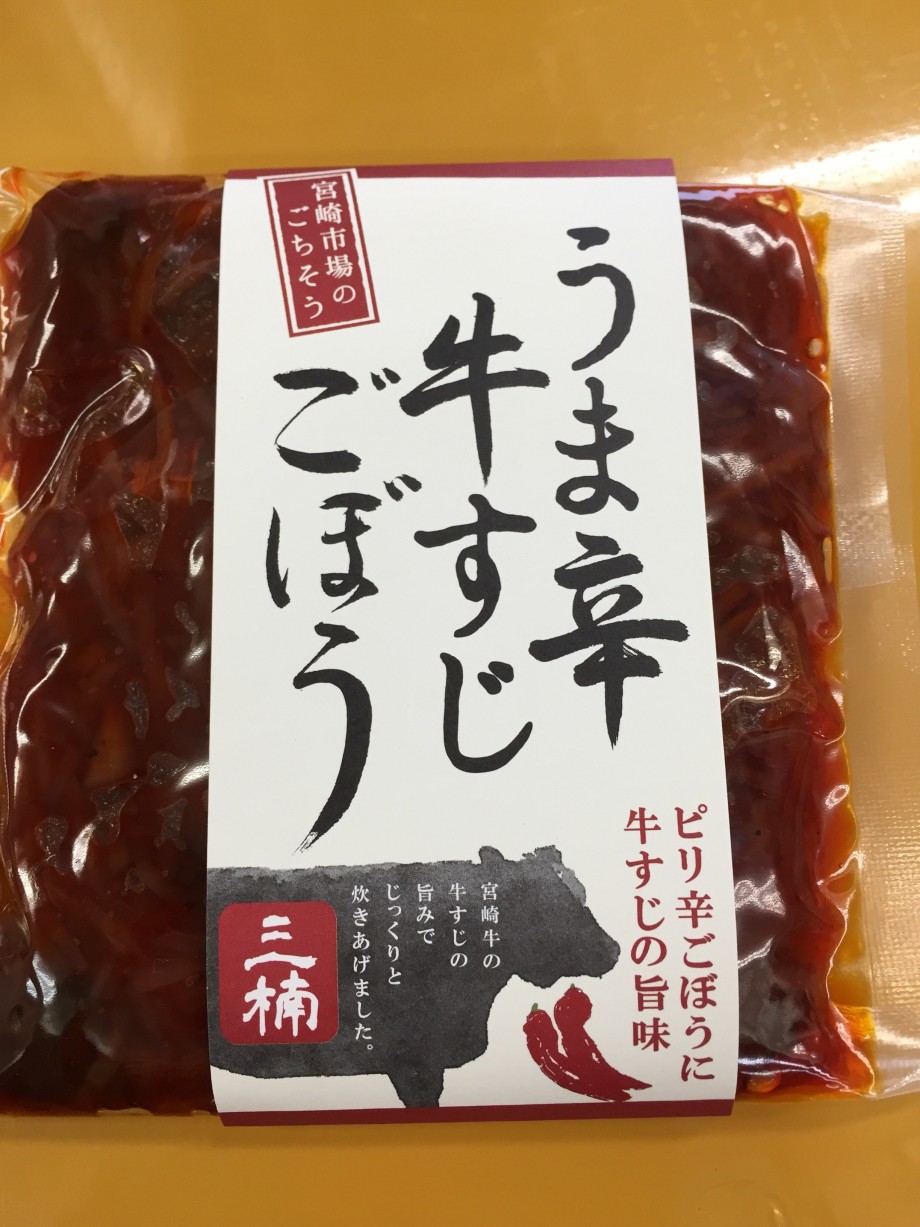 うま辛
牛すじ
ごぼう
宮崎市場の
ごちそう
ピリ辛ごぼうに
牛すじの旨味
宮崎牛の
牛すじの
旨みで
じっくりと
炊きあげました。
三楠